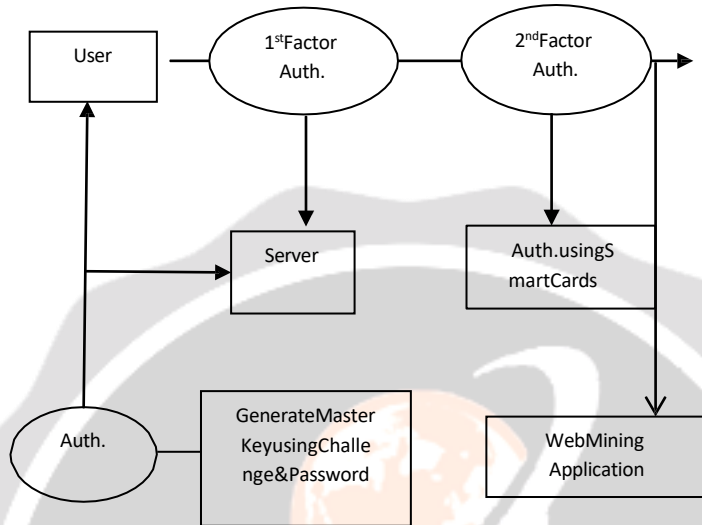 User
1stFactor
Auth.
2ndFactor
Auth.
Server
Auth.usingS
martCards
Auth.
GenerateMaster
KeyusingChalle
nge&Password
WebMining
Application